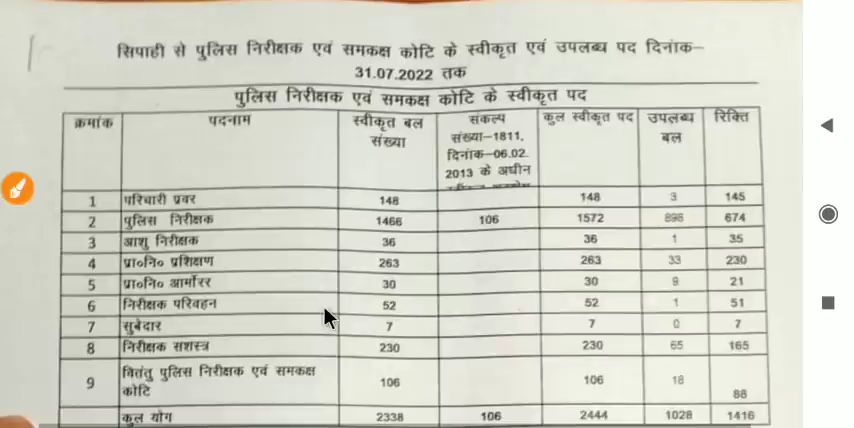 सिपाही से पुलिस निरीक्षक एवं समकक्ष कोटि के स्वीकृत एवं उपलब्ध पद दिनांक–
31.07.2022 तक
पुलिस निरीक्षक एवं समकक्ष कोटि के स्वीकृत पद
क्रमांक पदनाम स्वीकृत बल संख्या संकल्प संख्या–1811, दिनांक–06.02. 2013 के अधीन कुल स्वीकृत पद उपलब्ध बल रिक्ति
1 परिचारी प्रवर 148 148 3 145
2 पुलिस निरीक्षक 1466 106 1572 898 674
3 आशु निरीक्षक 36 36 1 35
4 प्रा०नि० प्रशिक्षण 263 263 33 230
5 प्रा०नि० आर्मोरर 30 30 9 21
6 निरीक्षक परिवहन 52 52 1 51
7 सुबेदार 7 7 0 7
8 निरीक्षक सशस्त्र 230 230 65 165
9 वितंतु पुलिस निरीक्षक एवं समकक्ष कोटि 106 106 18 88
कुल योग 2338 106 2444 1028 1416